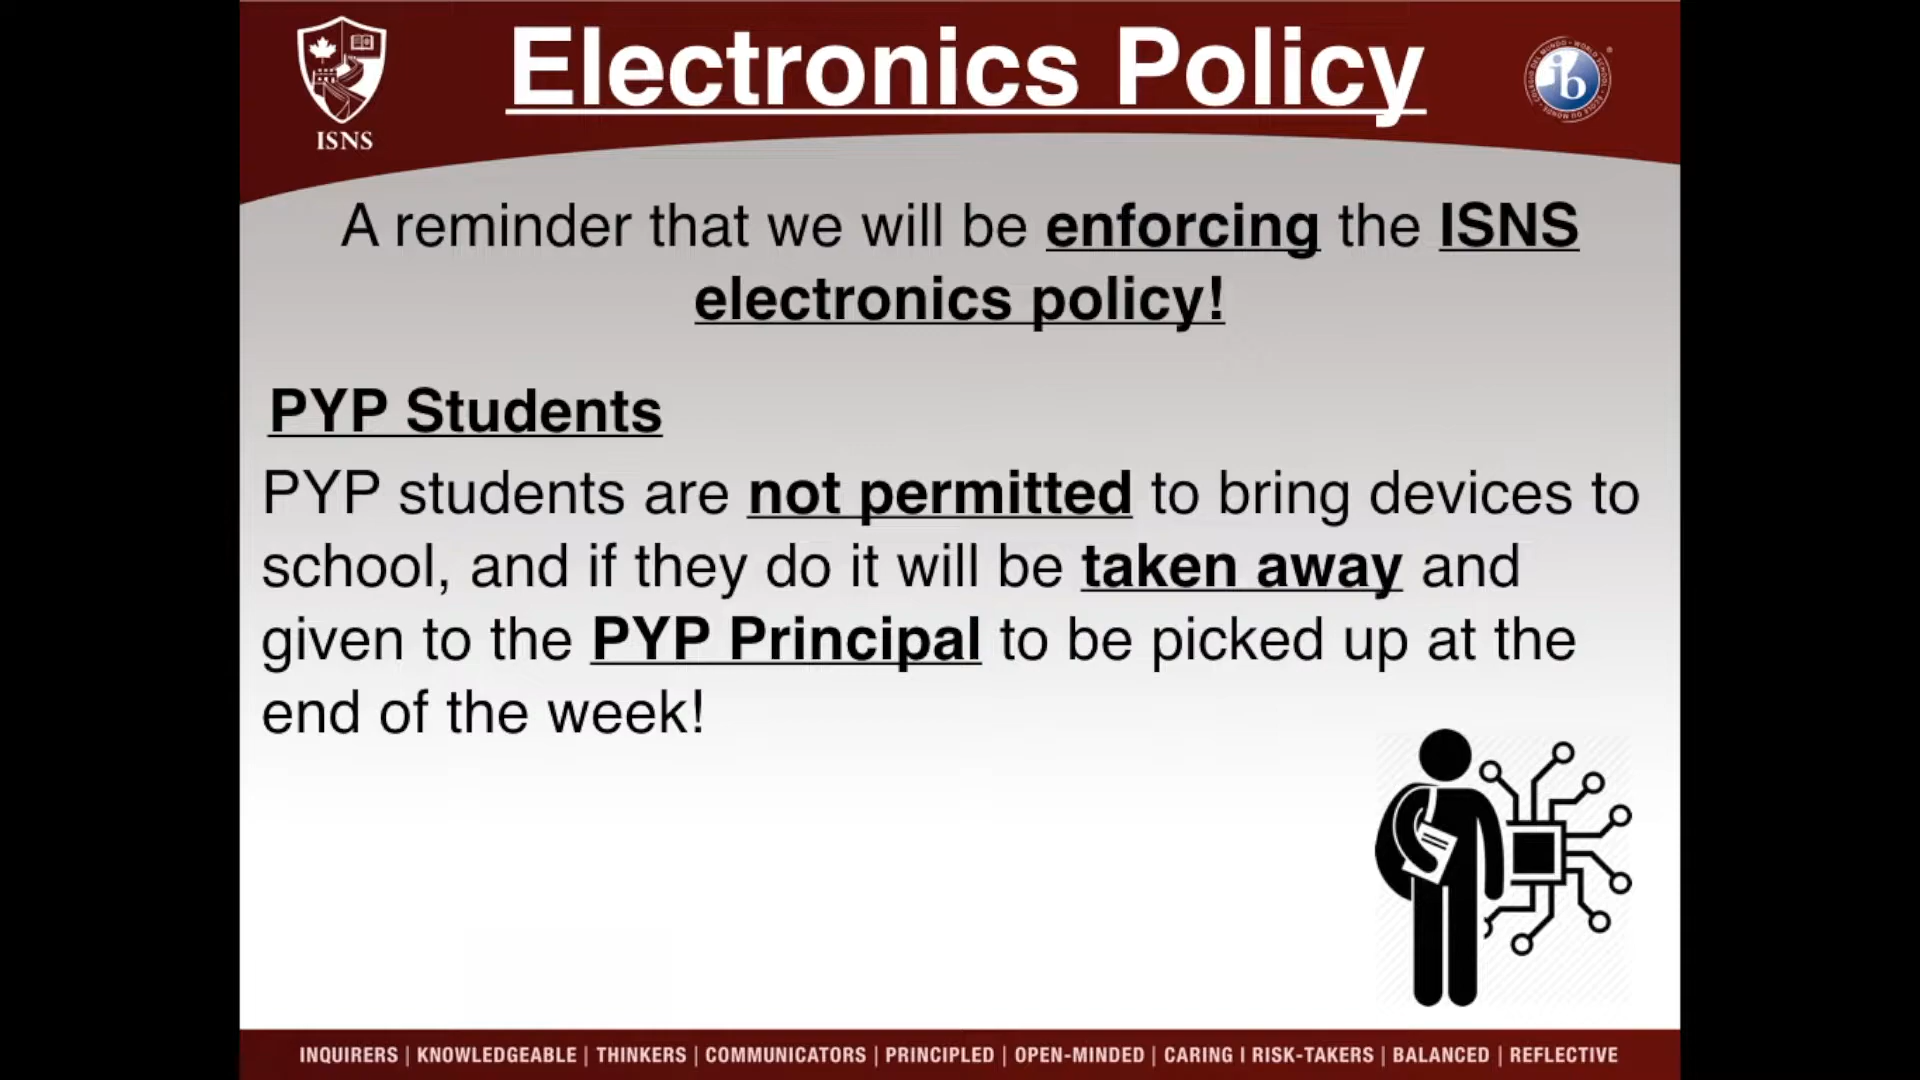 Electronics Policy
ISNS
ib
A reminder that we will be enforcing the ISNS
electronics policy!
PYP Students
PYP students are not permitted to bring devices to
school, and if they do it will be taken away and
given to the PYP Principal to be picked up at the
end of the week!
INQUIRERS | KNOWLEDGEABLE | THINKERS | COMMUNICATORS | PRINCIPLED | OPEN-MINDED | CARING I RISK-TAKERS | BALANCED | REFLECTIVE